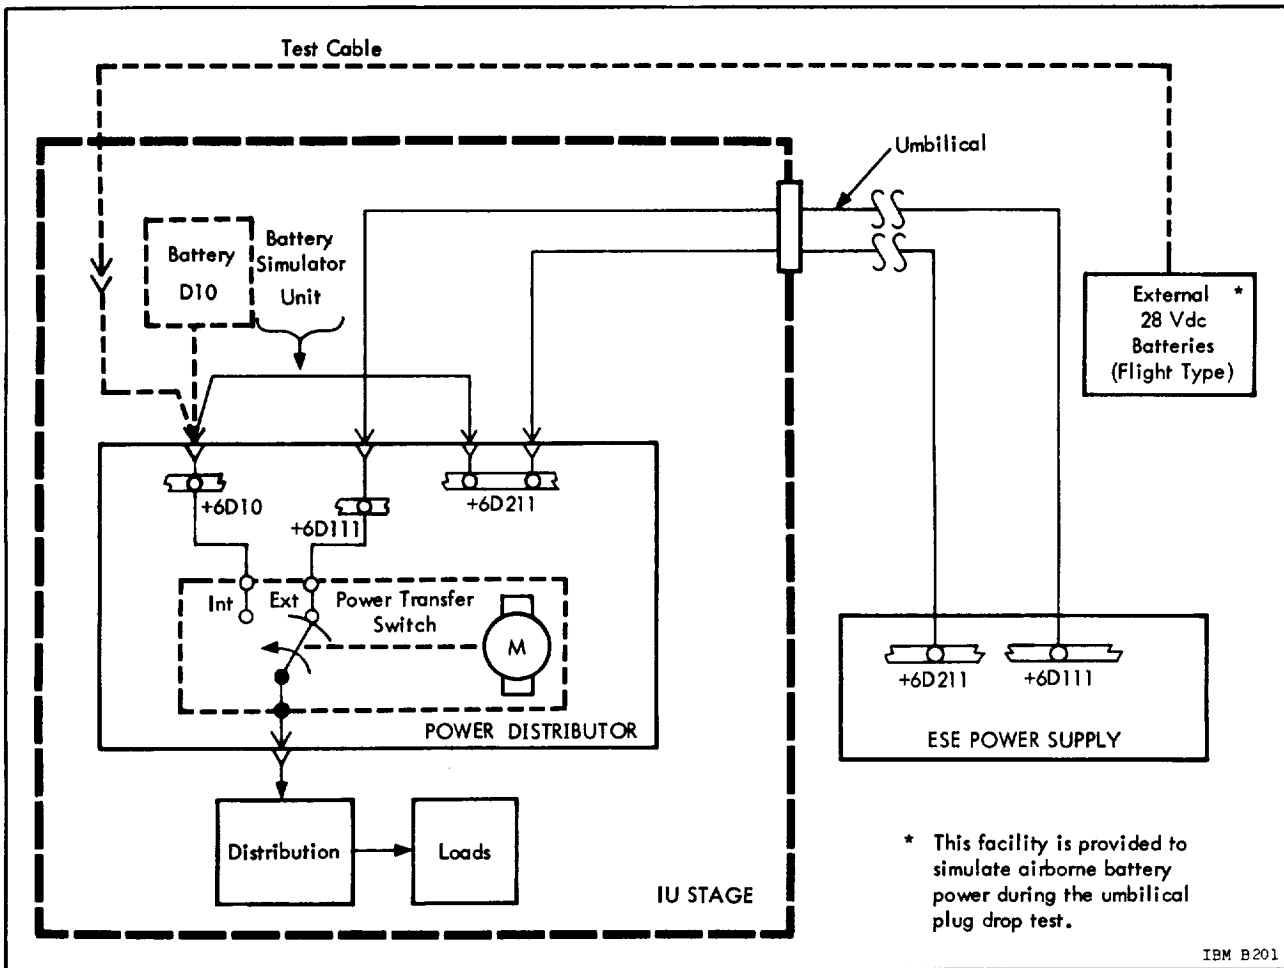 Test Cable
Umbilical
Battery
D10
Battery
Simulator
Unit
External *
28 Vdc
Batteries
(Flight Type)
+6D10
+6D111
+6D211
Int
Ext
Power Transfer
Switch
M
POWER DISTRIBUTOR
+6D211
+6D111
ESE POWER SUPPLY
Distribution
Loads
IU STAGE
* This facility is provided to
simulate airborne battery
power during the umbilical
plug drop test.
IBM B201